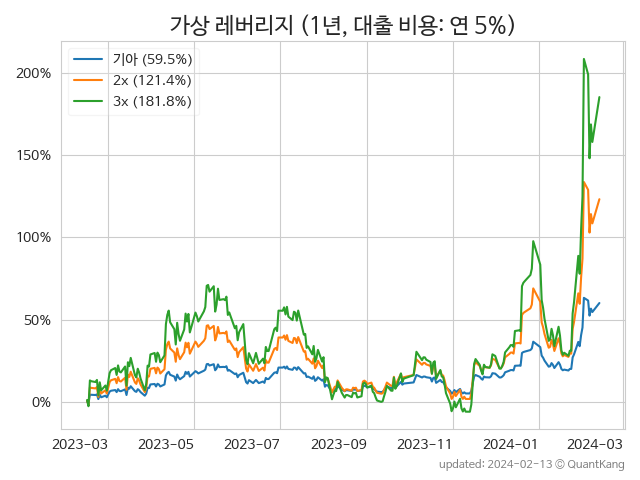 가상 레버리지 (1년, 대출 비용: 연 5%)
기아 (59.5%)
2x (121.4%)
3x (181.8%)
200%
150%
100%
50%
0%
2023-03 2023-05 2023-07 2023-09 2023-11 2024-01 2024-03
updated: 2024-02-13 © QuantKang